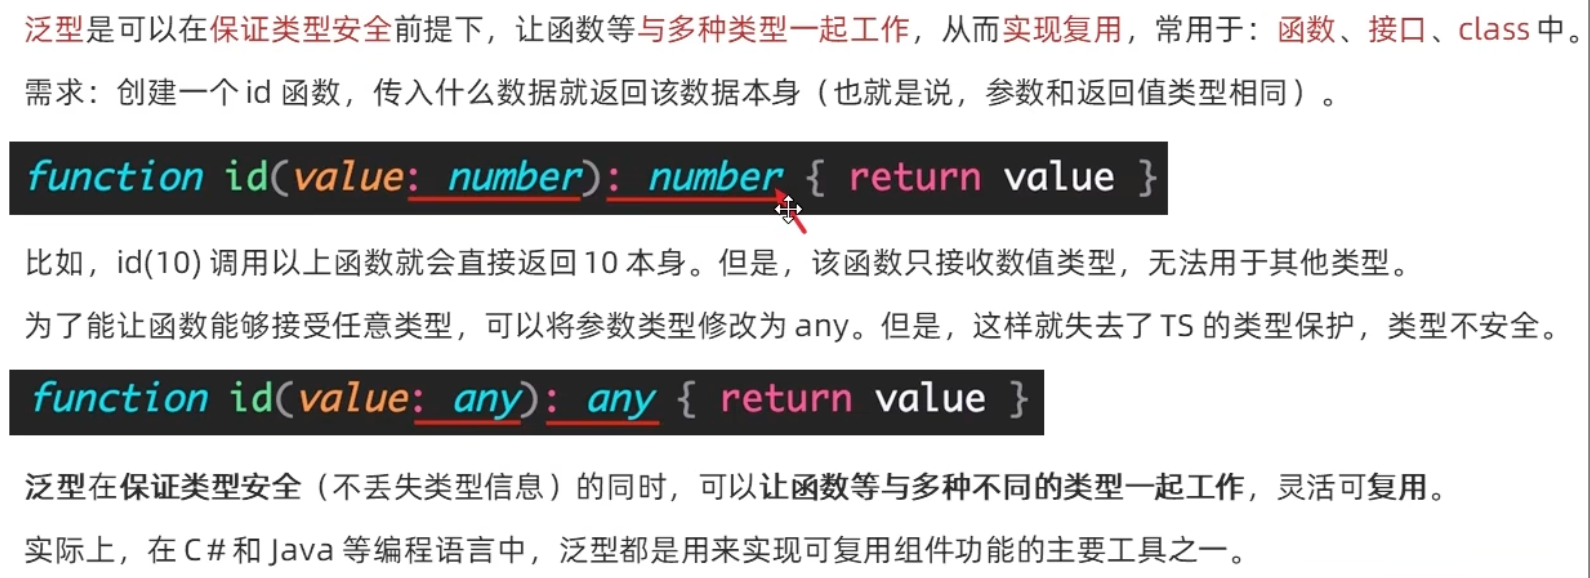 泛型是可以在保证类型安全前提下，让函数等与多种类型一起工作，从而实现复用，常用于：函数、接口、class 中。
需求：创建一个 id 函数，传入什么数据就返回该数据本身（也就是说，参数和返回值类型相同）。
function id(value: number): number { return value }
比如，id(10) 调用以上函数就会直接返回 10 本身。但是，该函数只接收数值类型，无法用于其他类型。
为了能让函数能够接受任意类型，可以将参数类型修改为 any。但是，这样就失去了 TS 的类型保护，类型不安全。
function id(value: any): any { return value }
泛型在保证类型安全（不丢失类型信息）的同时，可以让函数等与多种不同的类型一起工作，灵活可复用。
实际上，在 C# 和 Java 等编程语言中，泛型都是用来实现可复用组件功能的主要工具之一。